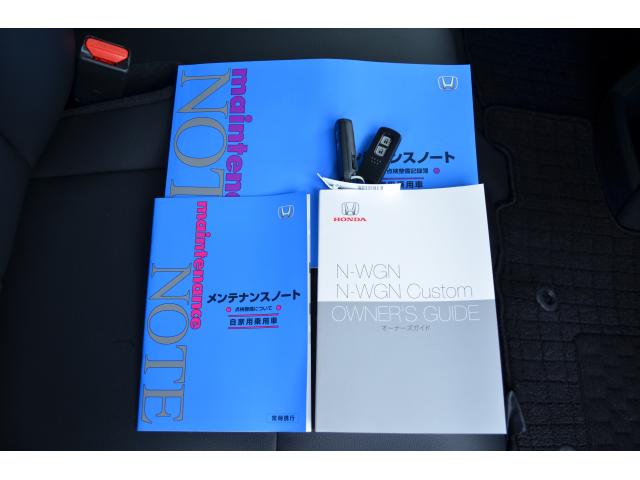 PRESS
maintenance
NOTE
ンスノート
点検整備記録簿
用乗用車
maintenance
NOTE
メンテナンスノート
点検整備について
自家用乗用車
常時携行
HONDA
N-WGN
N-WGN Custom
OWNER'S GUIDE
オーナーズガイド